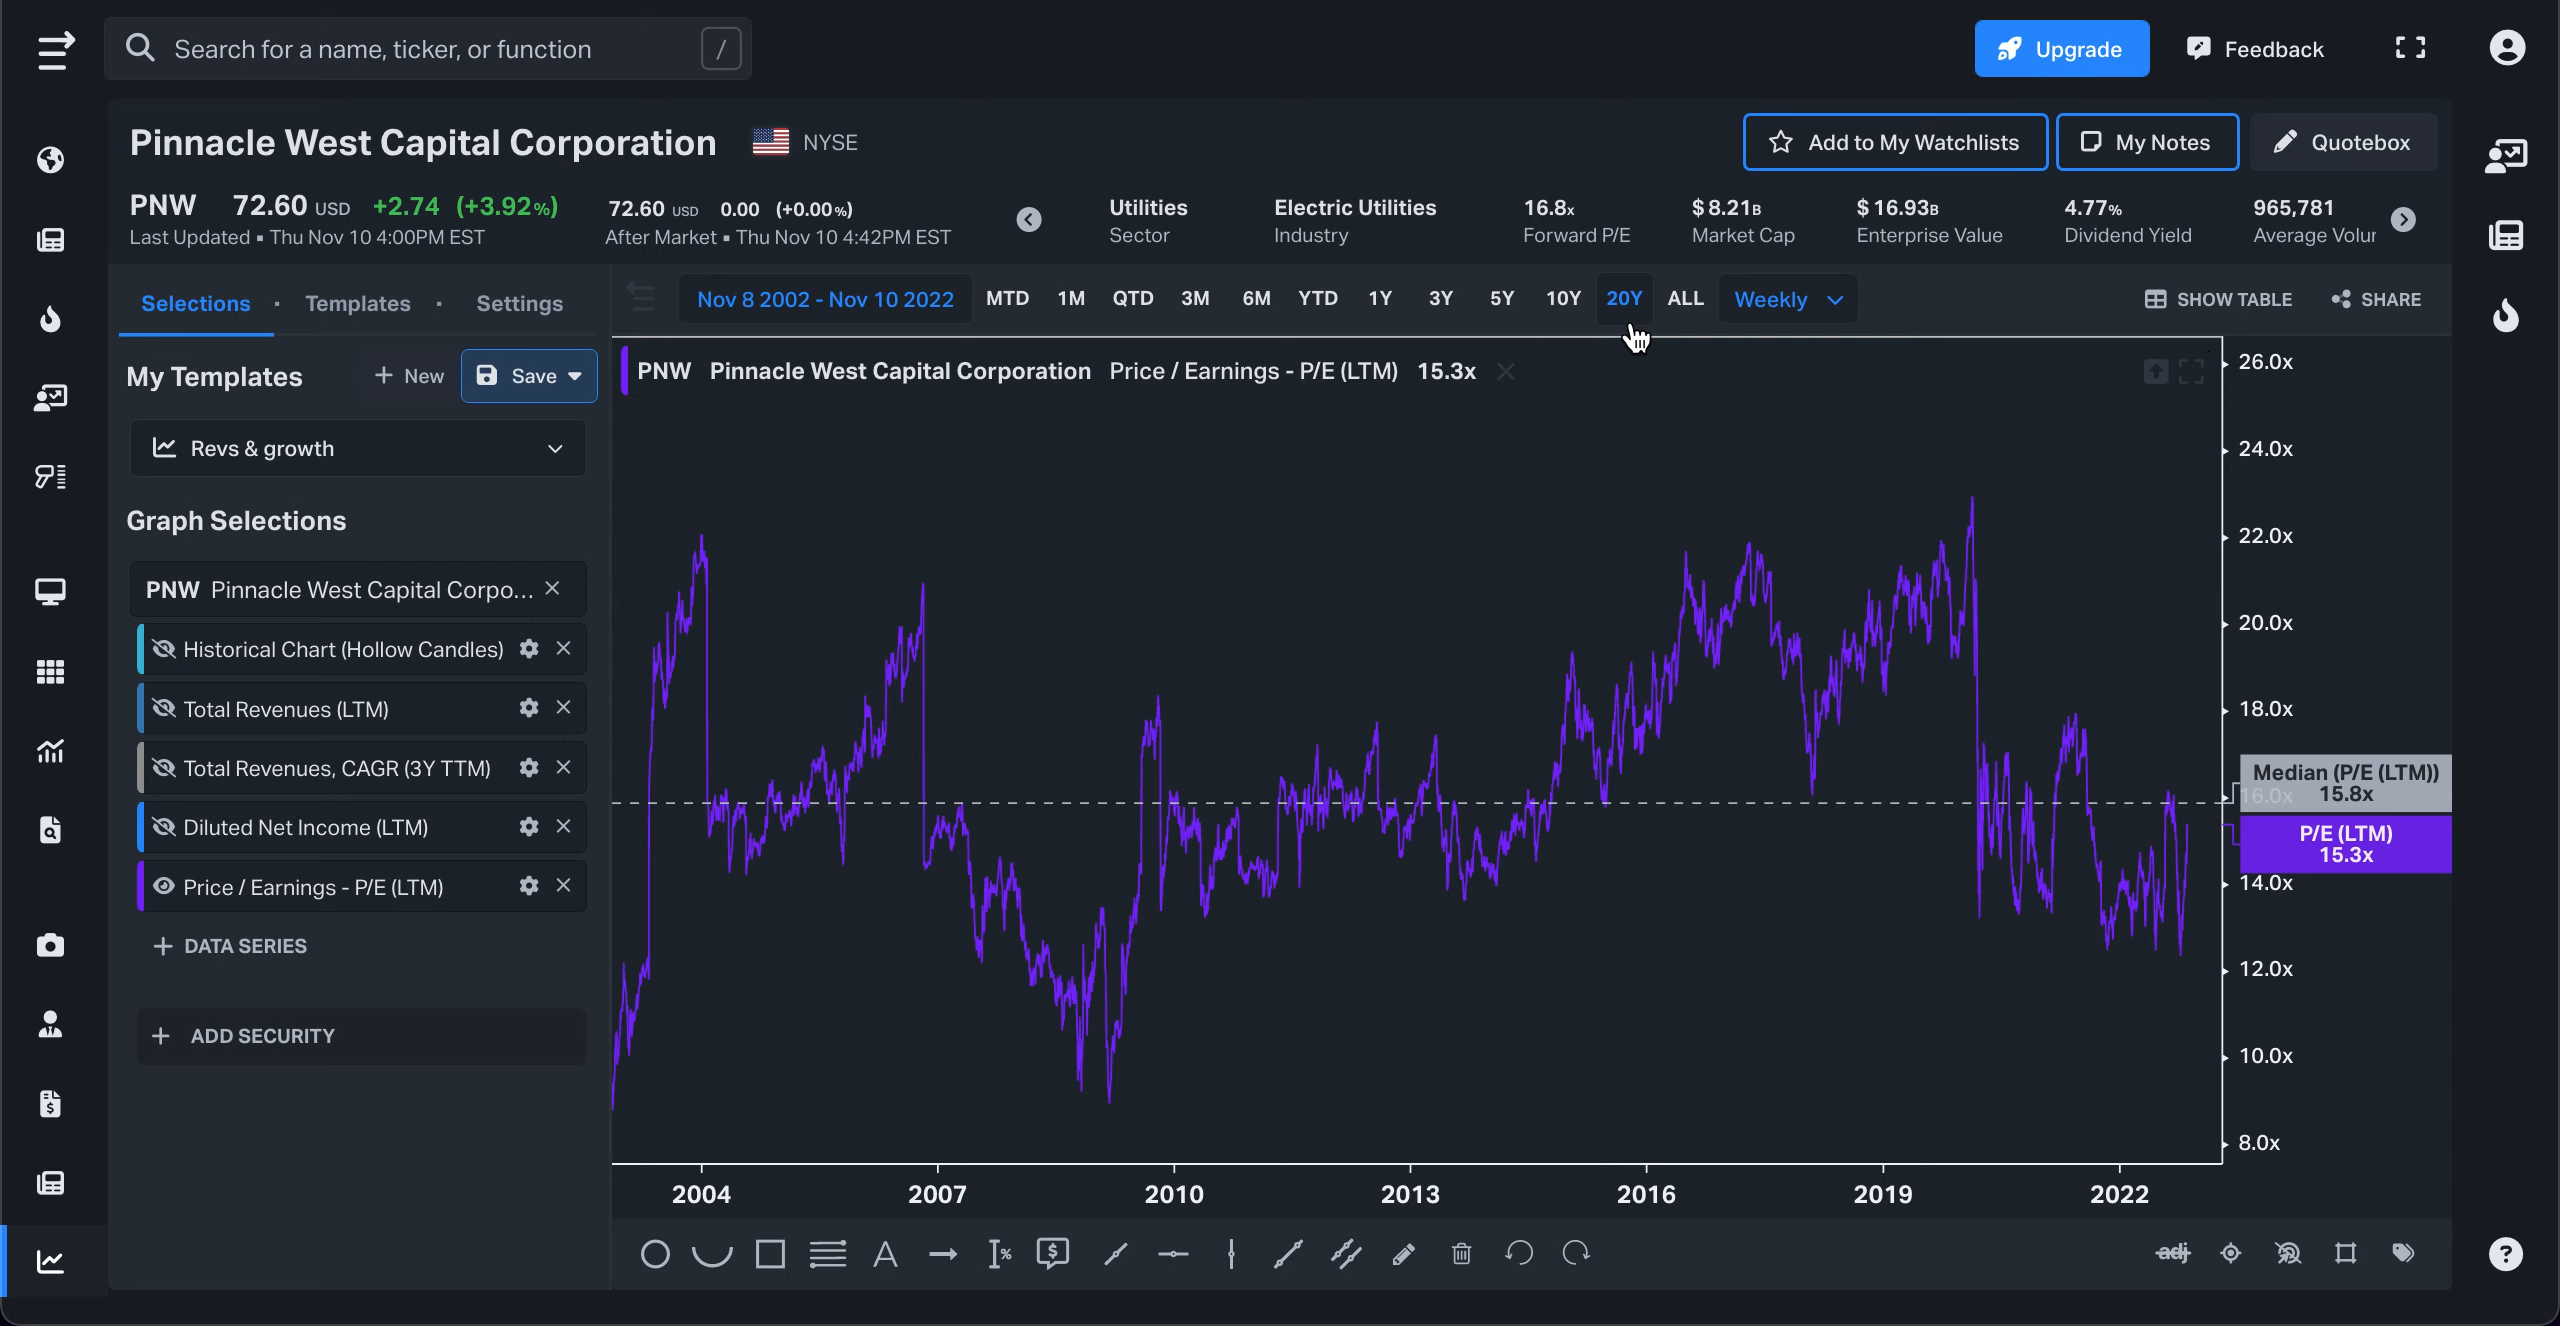 Search for a name, ticker, or function /
Upgrade
Feedback
Pinnacle West Capital Corporation NYSE
Add to My Watchlists
My Notes
Quotebox
PNW 72.60 USD +2.74 (+3.92%)
Last Updated ▪ Thu Nov 10 4:00PM EST
72.60 USD 0.00 (+0.00%)
After Market ▪ Thu Nov 10 4:42PM EST
Utilities
Sector
Electric Utilities
Industry
16.8x
Forward P/E
$ 8.21B
Market Cap
$ 16.93B
Enterprise Value
4.77%
Dividend Yield
965,781
Average Volur
Selections · Templates · Settings
Nov 8 2002 - Nov 10 2022 MTD 1M QTD 3M 6M YTD 1Y 3Y 5Y 10Y 20Y ALL Weekly
SHOW TABLE
SHARE
My Templates
+ New
Save
Revs & growth
Graph Selections
PNW Pinnacle West Capital Corpo...
Historical Chart (Hollow Candles)
Total Revenues (LTM)
Total Revenues, CAGR (3Y TTM)
Diluted Net Income (LTM)
Price / Earnings - P/E (LTM)
+ DATA SERIES
+ ADD SECURITY
PNW Pinnacle West Capital Corporation Price / Earnings - P/E (LTM) 15.3x
26.0x
24.0x
22.0x
20.0x
18.0x
Median (P/E (LTM))
16.0x
15.8x
P/E (LTM)
15.3x
14.0x
12.0x
10.0x
8.0x
2004 2007 2010 2013 2016 2019 2022
A
%
$
adj
?